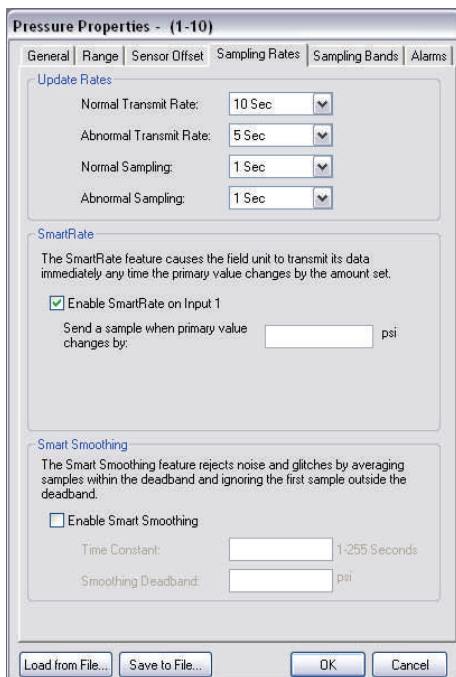 Pressure Properties - (1-10)
General Range Sensor Offset Sampling Rates Sampling Bands Alarms
Update Rates
Normal Transmit Rate: 10 Sec
Abnormal Transmit Rate: 5 Sec
Normal Sampling: 1 Sec
Abnormal Sampling: 1 Sec
SmartRate
The SmartRate feature causes the field unit to transmit its data
immediately any time the primary value changes by the amount set.
Enable SmartRate on Input 1
Send a sample when primary value
changes by: psi
Smart Smoothing
The Smart Smoothing feature rejects noise and glitches by averaging
samples within the deadband and ignoring the first sample outside the
deadband.
Enable Smart Smoothing
Time Constant: 1-255 Seconds
Smoothing Deadband: psi
Load from File... Save to File... OK Cancel